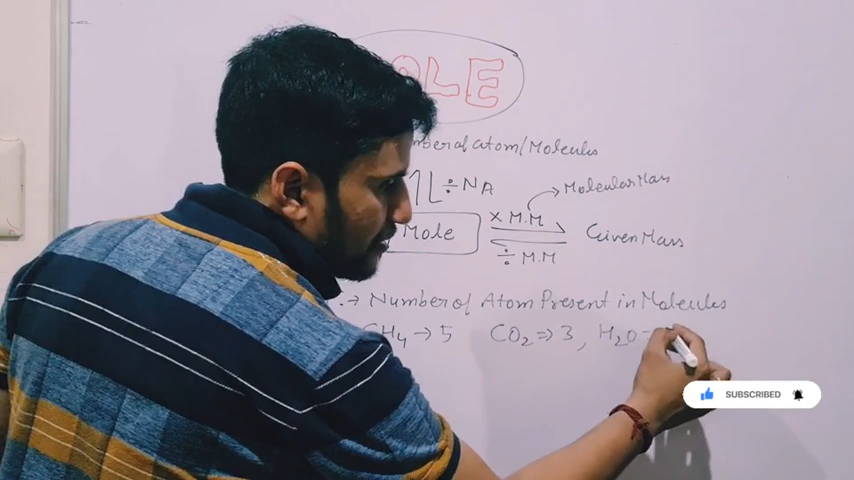 OLE
mber of atom/Molecules
÷ NA
Molecular Mass
Mole × M.M Given Mass
÷ M.M
.→ Number of Atom Present in Molecules
CH4 → 5 CO2 ⇒ 3, H2O
SUBSCRIBED